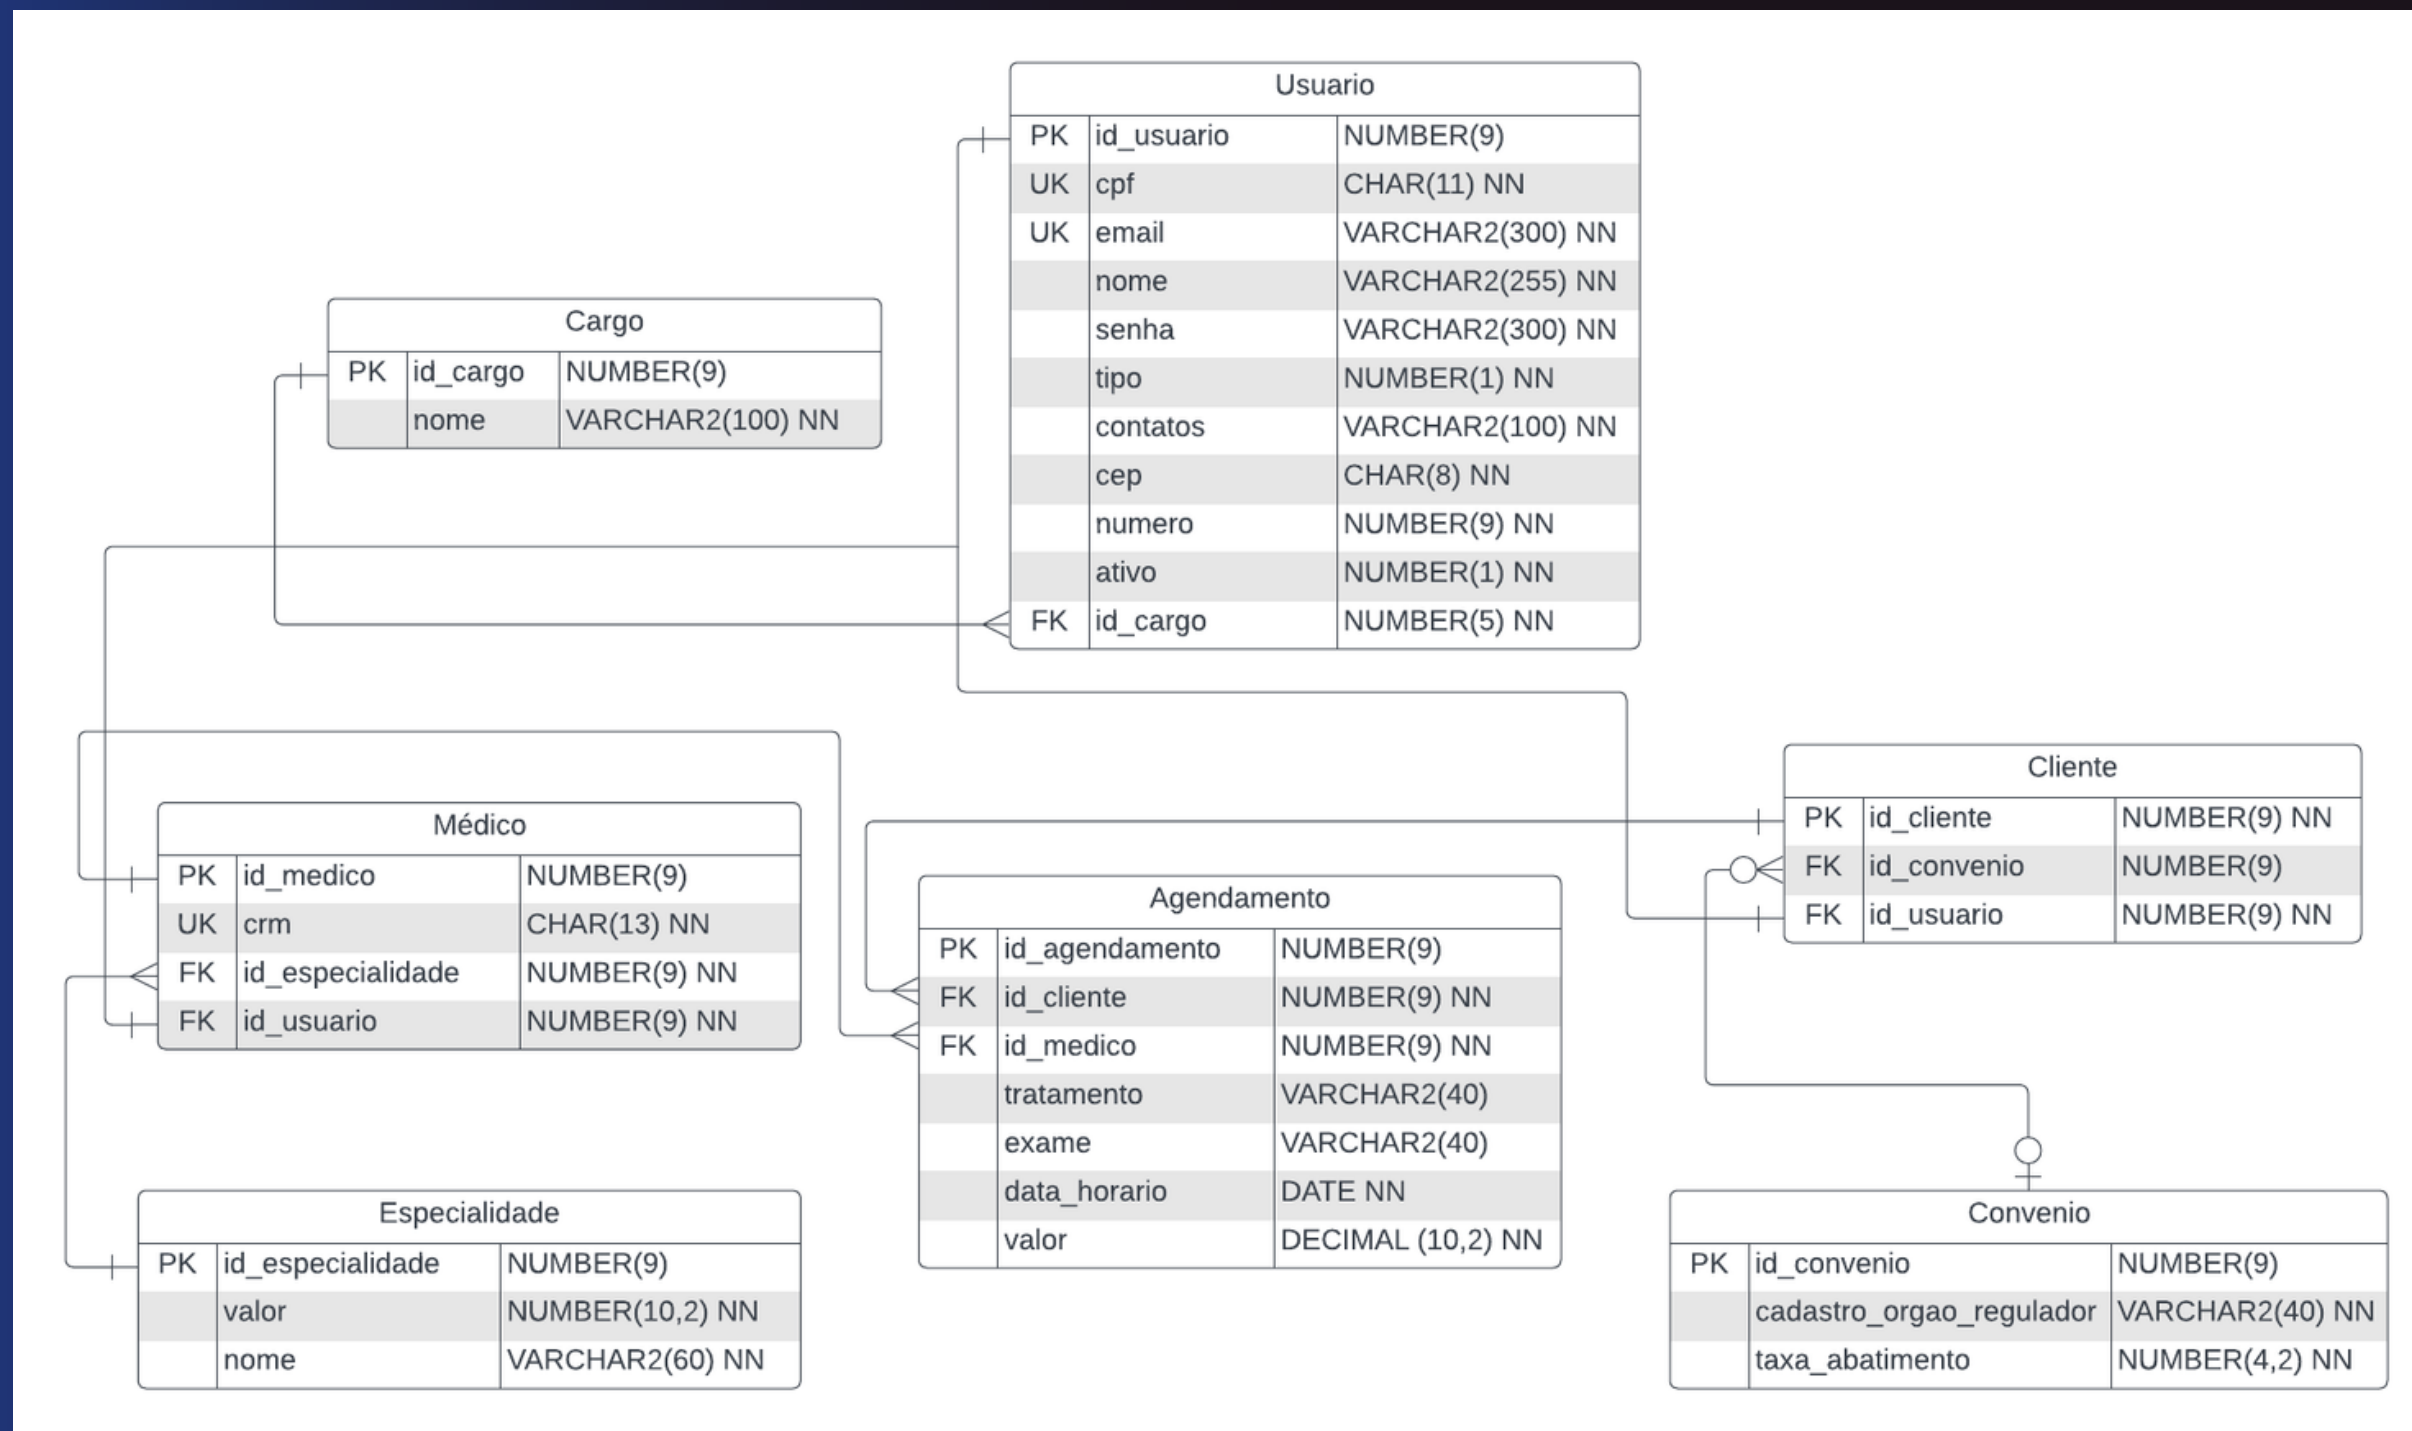 Usuario
PK id_usuario NUMBER(9)
UK cpf CHAR(11) NN
UK email VARCHAR2(300) NN
nome VARCHAR2(255) NN
senha VARCHAR2(300) NN
tipo NUMBER(1) NN
contatos VARCHAR2(100) NN
cep CHAR(8) NN
numero NUMBER(9) NN
ativo NUMBER(1) NN
FK id_cargo NUMBER(5) NN
Cargo
PK id_cargo NUMBER(9)
nome VARCHAR2(100) NN
Médico
PK id_medico NUMBER(9)
UK crm CHAR(13) NN
FK id_especialidade NUMBER(9) NN
FK id_usuario NUMBER(9) NN
Agendamento
PK id_agendamento NUMBER(9)
FK id_cliente NUMBER(9) NN
FK id_medico NUMBER(9) NN
tratamento VARCHAR2(40)
exame VARCHAR2(40)
data_horario DATE NN
valor DECIMAL (10,2) NN
Cliente
PK id_cliente NUMBER(9) NN
FK id_convenio NUMBER(9)
FK id_usuario NUMBER(9) NN
Especialidade
PK id_especialidade NUMBER(9)
valor NUMBER(10,2) NN
nome VARCHAR2(60) NN
Convenio
PK id_convenio NUMBER(9)
cadastro_orgao_regulador VARCHAR2(40) NN
taxa_abatimento NUMBER(4,2) NN